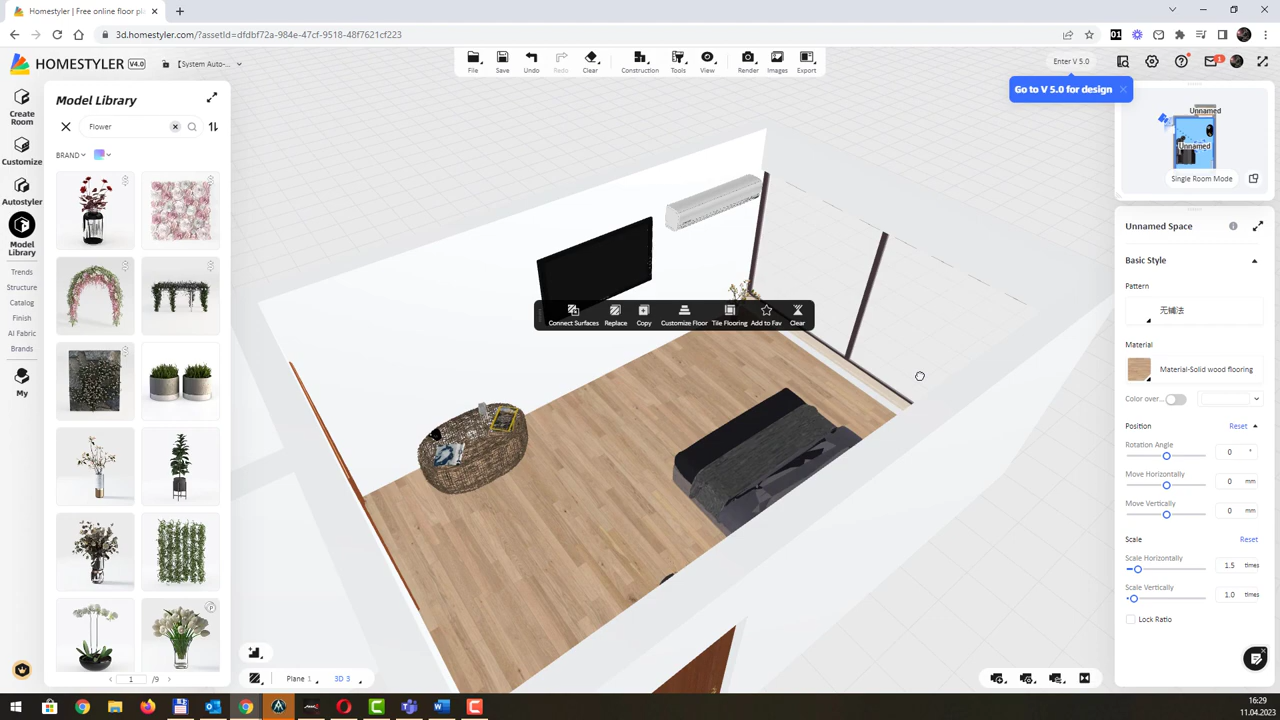 Homestyler | Free online floor pla
3d.homestyler.com/?assetId=dfdbf72a-984e-47cf-9518-48f7621cf223
01
HOMESTYLER V4.0
[System Auto-...
File
Save
Undo
Redo
Clear
Construction
Tools
View
Render
Images
Export
Enter V 5.0
1
Go to V 5.0 for design
Create Room
Customize
Autostyler
Model Library
Trends
Structure
Catalog
Finish
AI Fabric
Brands
My
Model Library
Flower
BRAND
P
1 /9
Connect Surfaces
Replace
Copy
Customize Floor
Tile Flooring
Add to Fav
Clear
Plane 1
3D 3
Unnamed
Unnamed
Single Room Mode
Unnamed Space
Basic Style
Pattern
无铺法
Material
Material-Solid wood flooring
Color over...
Position Reset
Rotation Angle
0 °
Move Horizontally
0 mm
Move Vertically
0 mm
Scale Reset
Scale Horizontally
1.5 times
Scale Vertically
1.0 times
Lock Ratio
16:29
11.04.2023